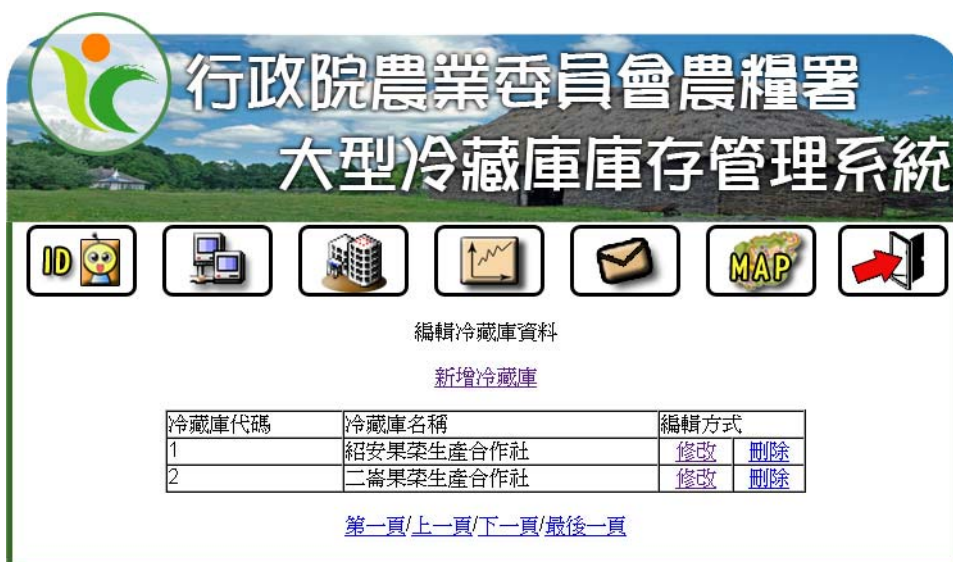 行政院農業委員會農糧署
大型冷藏庫庫存管理系統
ID MAP
編輯冷藏庫資料
新增冷藏庫
冷藏庫代碼 冷藏庫名稱 編輯方式
1 紹安果菜生產合作社 修改 刪除
2 二崙果菜生產合作社 修改 刪除
第一頁/上一頁/下一頁/最後一頁